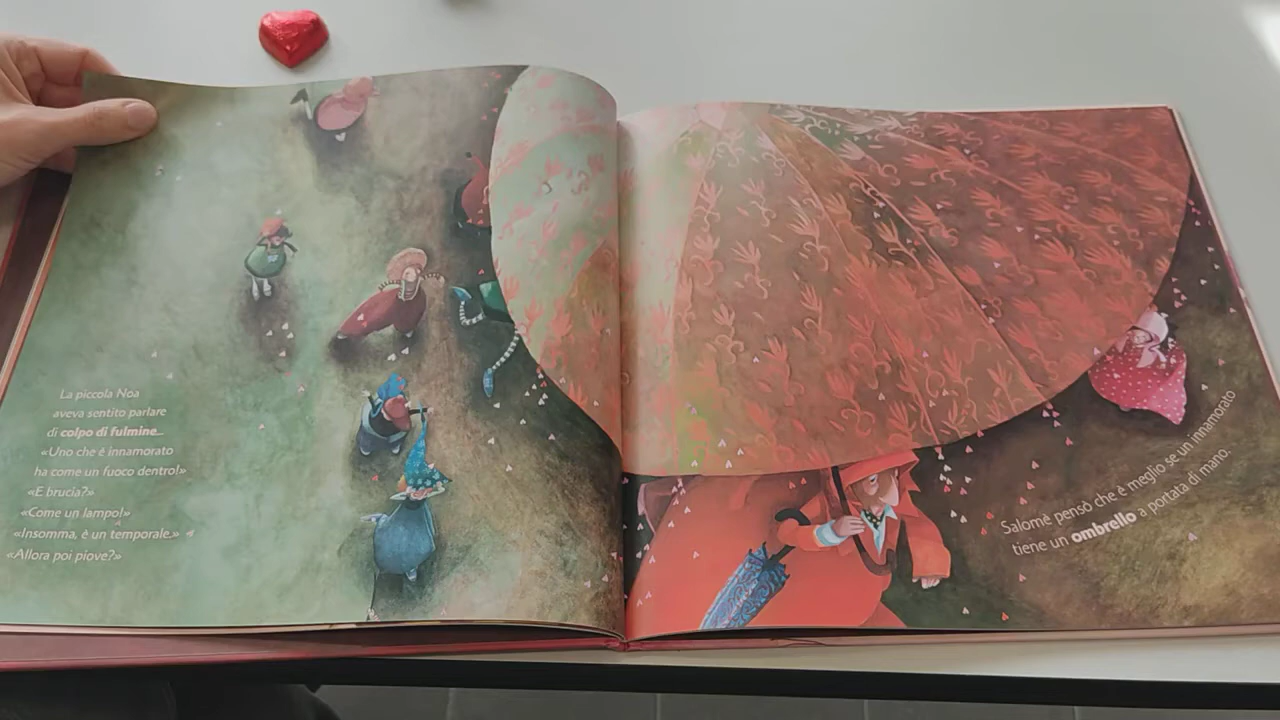 La piccola Noa
aveva sentito parlare
di colpo di fulmine...
«Uno che è innamorato
ha come un fuoco dentro!»
«E brucia?»
«Come un lampo!»
«Insomma, è un temporale.»
«Allora poi piove?»
Salomè pensò che è meglio se un innamorato
tiene un ombrello a portata di mano.